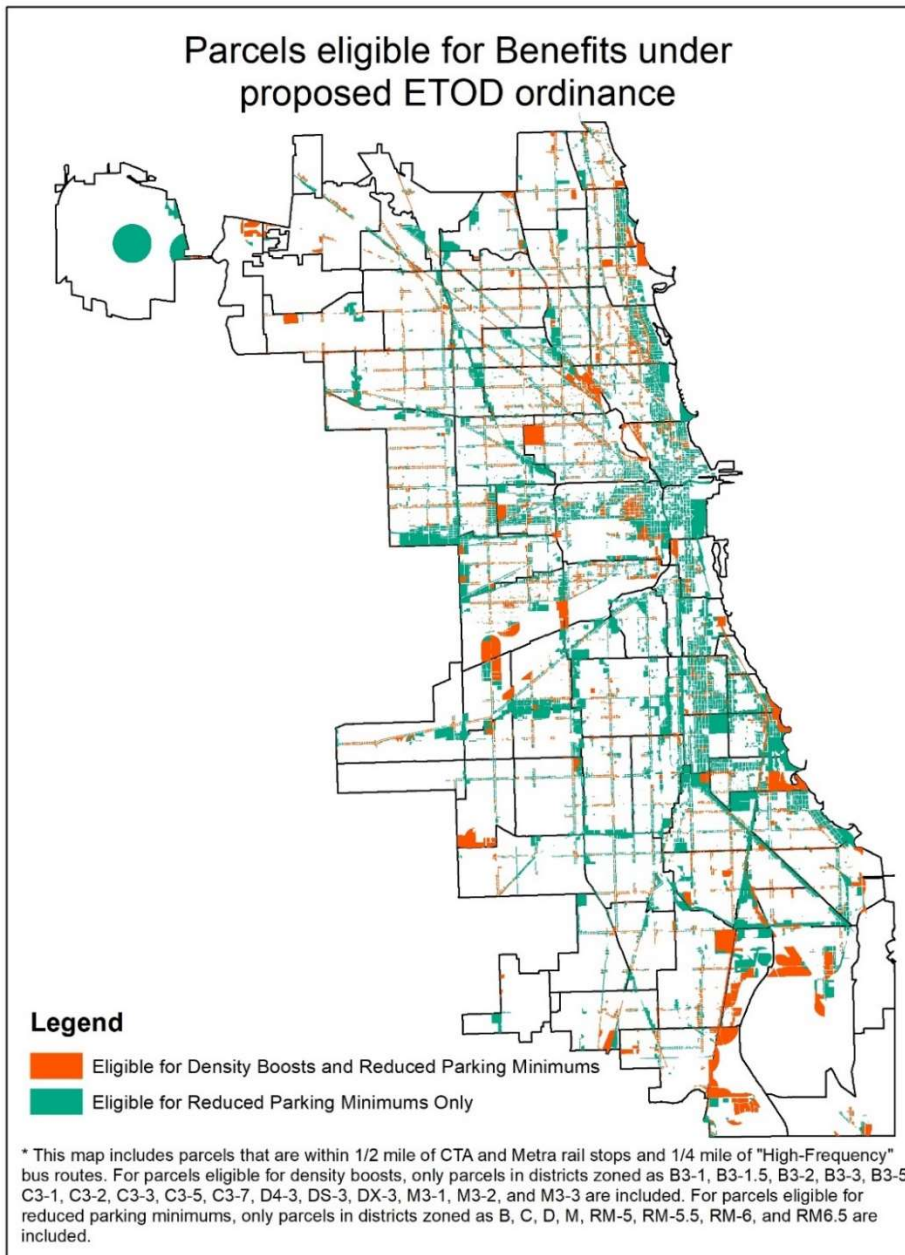 Parcels eligible for Benefits under
proposed ETOD ordinance
Legend
Eligible for Density Boosts and Reduced Parking Minimums
Eligible for Reduced Parking Minimums Only
* This map includes parcels that are within 1/2 mile of CTA and Metra rail stops and 1/4 mile of "High-Frequency"
bus routes. For parcels eligible for density boosts, only parcels in districts zoned as B3-1, B3-1.5, B3-2, B3-3, B3-5
C3-1, C3-2, C3-3, C3-5, C3-7, D4-3, DS-3, DX-3, M3-1, M3-2, and M3-3 are included. For parcels eligible for
reduced parking minimums, only parcels in districts zoned as B, C, D, M, RM-5, RM-5.5, RM-6, and RM6.5 are
included.